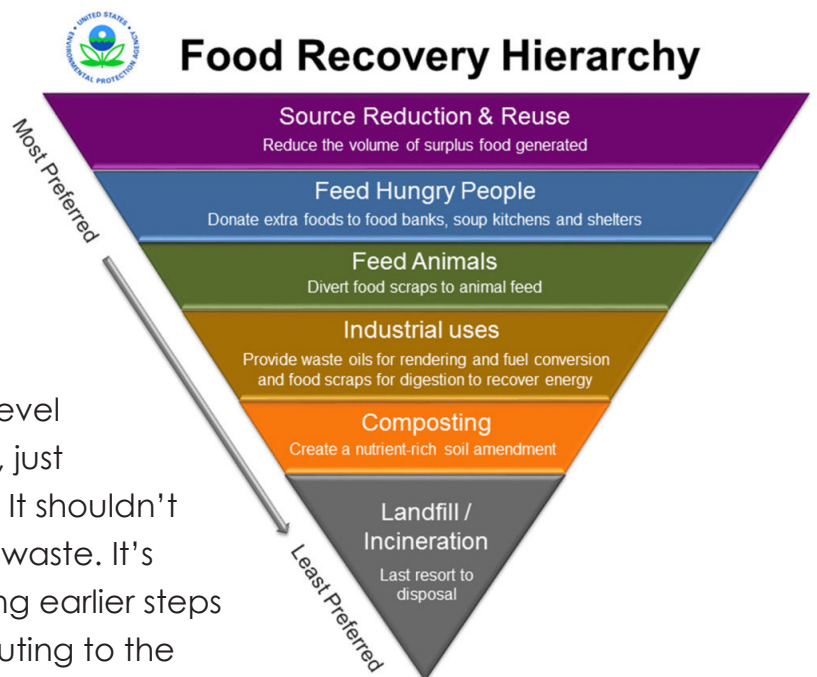 UNITED STATES
ENVIRONMENTAL PROTECTION AGENCY
Food Recovery Hierarchy
Most Preferred
Source Reduction & Reuse
Reduce the volume of surplus food generated
Feed Hungry People
Donate extra foods to food banks, soup kitchens and shelters
Feed Animals
Divert food scraps to animal feed
Industrial uses
Provide waste oils for rendering and fuel conversion
and food scraps for digestion to recover energy
Composting
Create a nutrient-rich soil amendment
Landfill /
Incineration
Last resort to
disposal
Least Preferred
evel
, just
It shouldn’t
waste. It’s
ng earlier steps
uting to the